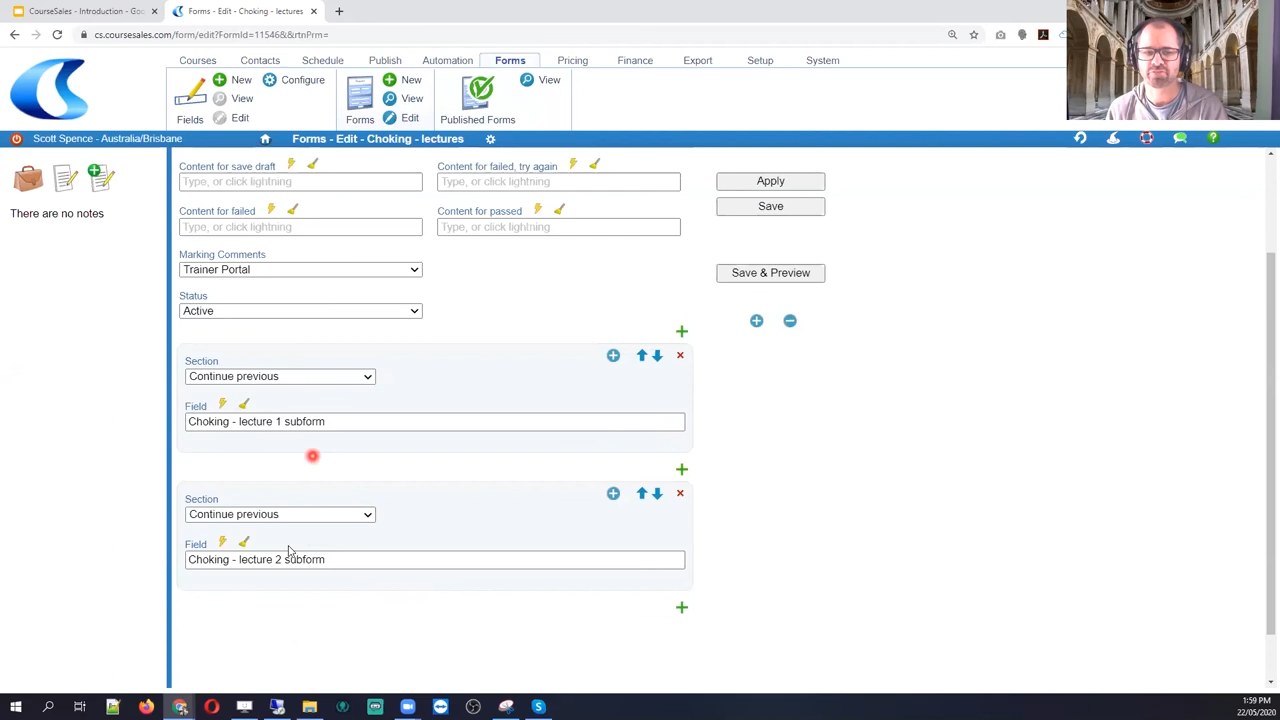 CourseSales - Introduction - Goo
Forms - Edit - Choking - lectures
cs.coursesales.com/form/edit?FormId=11546&&rtnPrm=
Courses Contacts Schedule Publish Automation Forms Pricing Finance Export Setup System
New Configure New View
View View
Fields Edit Forms Edit Published Forms
Scott Spence - Australia/Brisbane Forms - Edit - Choking - lectures
There are no notes
Content for save draft Content for failed, try again
Type, or click lightning Type, or click lightning Apply
Save
Content for failed Content for passed
Type, or click lightning Type, or click lightning
Marking Comments
Trainer Portal Save & Preview
Status
Active
Section
Continue previous
Field
Choking - lecture 1 subform
Section
Continue previous
Field
Choking - lecture 2 subform
1:59 PM
22/05/2020